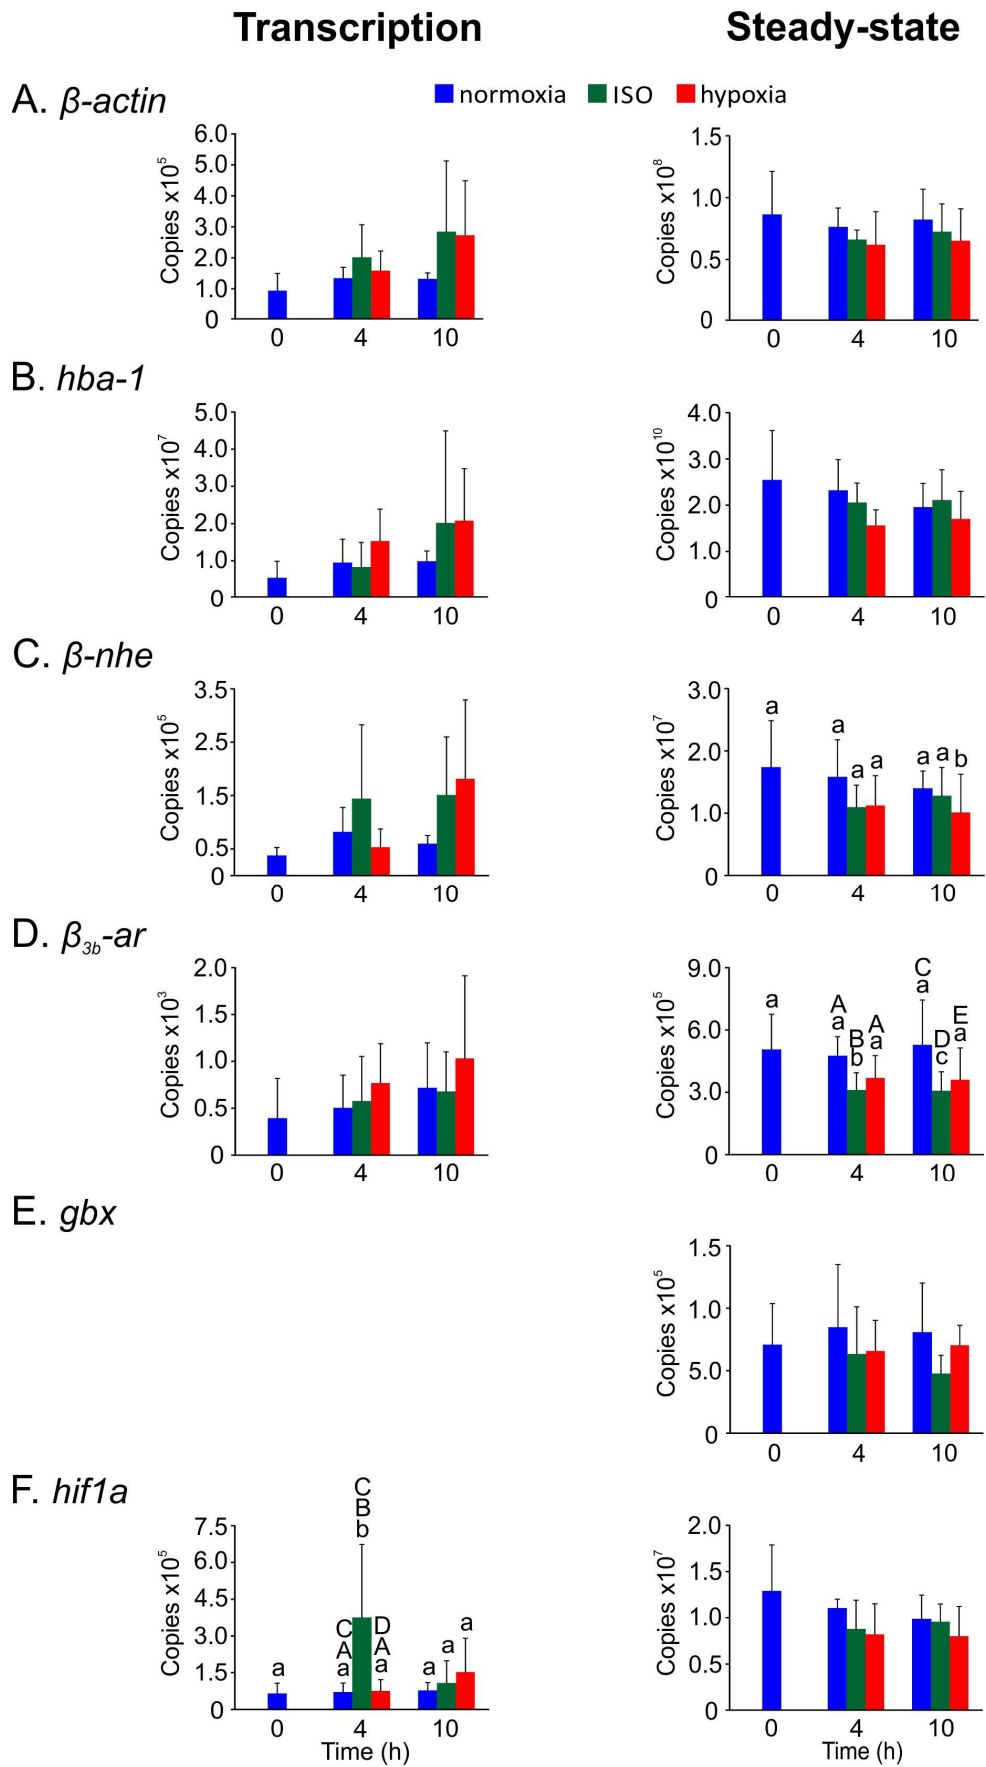 Transcription Steady-state
normoxia ISO hypoxia
A. β-actin
Copies x10⁵
6.0
5.0
4.0
3.0
2.0
1.0
0
0 4 10
Copies x10⁸
1.5
1.0
0.5
0
0 4 10
B. hba-1
Copies x10⁷
5.0
4.0
3.0
2.0
1.0
0
0 4 10
Copies x10¹⁰
4.0
3.0
2.0
1.0
0
0 4 10
C. β-nhe
Copies x10⁵
3.5
2.5
1.5
0.5
0
0 4 10
Copies x10⁷
3.0
2.0
1.0
0
a a a a a a b
0 4 10
D. β₃b-ar
Copies x10³
2.0
1.5
1.0
0.5
0
0 4 10
Copies x10⁵
9.0
6.0
3.0
0
C
A A E
a a B a D a
b a c
0 4 10
E. gbx
Copies x10⁵
1.5
1.0
5.0
0
0 4 10
F. hif1a
Copies x10⁵
7.5
6.0
4.5
3.0
1.5
0
C
B
b
C D
A A
a a a a a a
0 4 10
Time (h)
Copies x10⁷
2.0
1.5
1.0
0.5
0
0 4 10
Time (h)